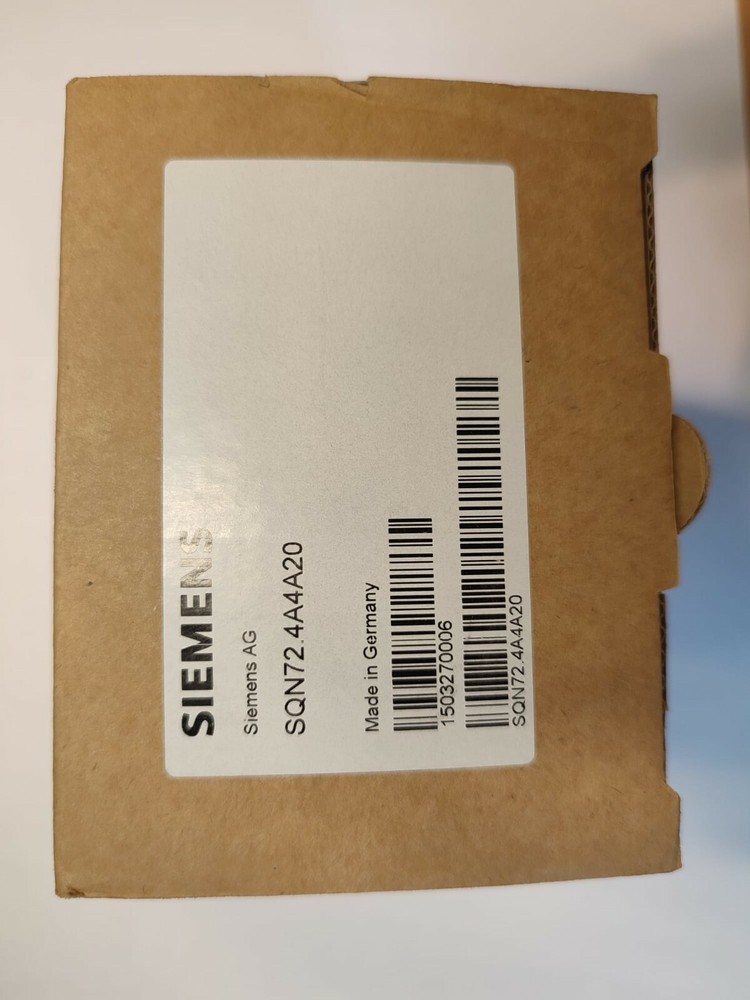 SIEMENS
Siemens AG
SQN72.4A4A20
Made in Germany
1503270006
SQN72.4A4A20